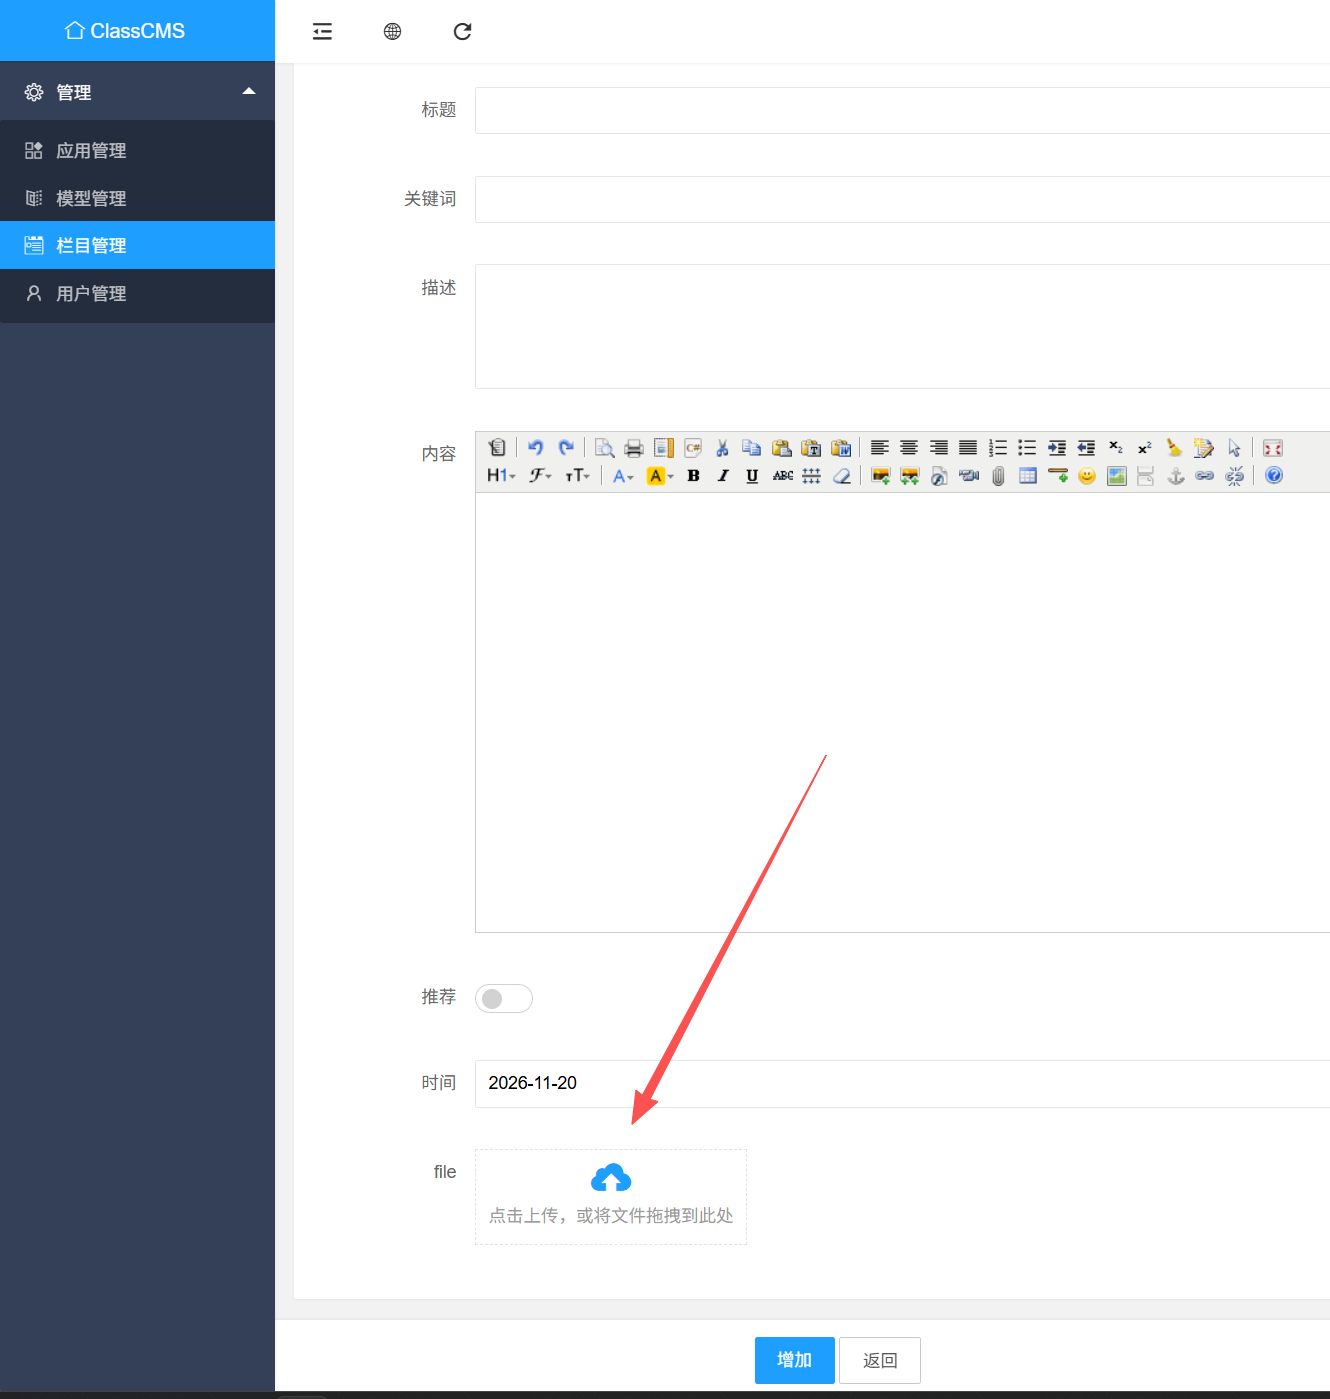 ClassCMS
管理
应用管理
模型管理
栏目管理
用户管理
标题
关键词
描述
内容
H1
A A B I U ABC
推荐
时间
2026-11-20
file
点击上传，或将文件拖拽到此处
增加
返回